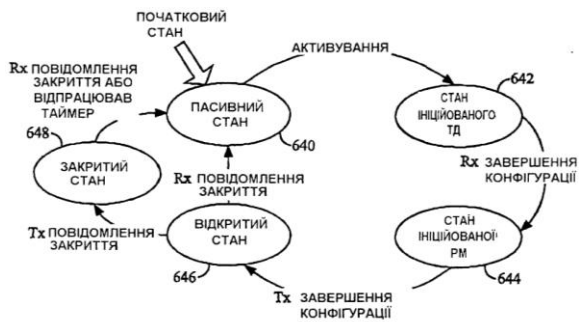 ПОЧАТКОВИЙ
СТАН
АКТИВУВАННЯ
Rx ПОВІДОМЛЕННЯ
ЗАКРИТТЯ АБО
ВІДПРАЦЮВАВ
ТАЙМЕР
ПАСИВНИЙ
СТАН
640
642
СТАН
ІНІЦІЙОВАНОГО
ТД
648
ЗАКРИТИЙ
СТАН
Rx ПОВІДОМЛЕННЯ
ЗАКРИТТЯ
Rx ЗАВЕРШЕННЯ
КОНФІГУРАЦІЇ
Tx ПОВІДОМЛЕННЯ
ЗАКРИТТЯ
ВІДКРИТИЙ
СТАН
646
СТАН
ІНІЦІЙОВАНОЇ
РМ
644
Tx ЗАВЕРШЕННЯ
КОНФІГУРАЦІЇ